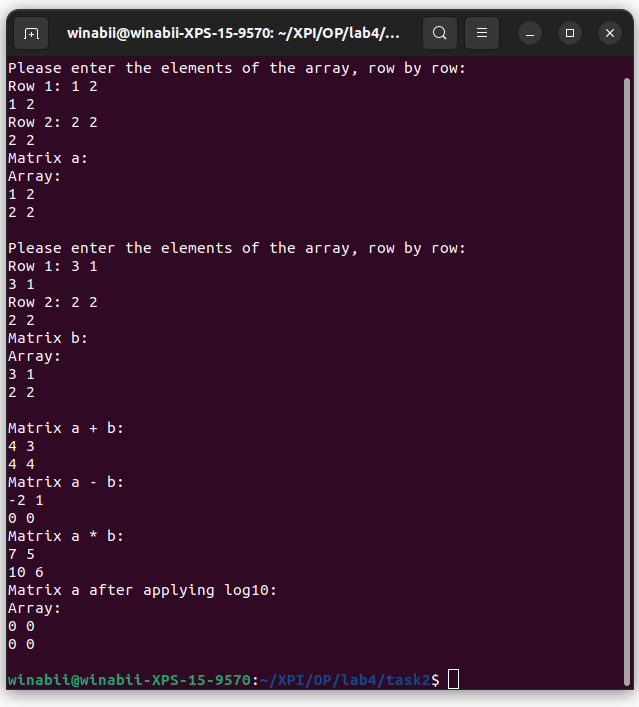 winabii@winabii-XPS-15-9570: ~/XPI/OP/lab4/...
Please enter the elements of the array, row by row:
Row 1: 1 2
1 2
Row 2: 2 2
2 2
Matrix a:
Array:
1 2
2 2
Please enter the elements of the array, row by row:
Row 1: 3 1
3 1
Row 2: 2 2
2 2
Matrix b:
Array:
3 1
2 2
Matrix a + b:
4 3
4 4
Matrix a - b:
-2 1
0 0
Matrix a * b:
7 5
10 6
Matrix a after applying log10:
Array:
0 0
0 0
winabii@winabii-XPS-15-9570:~/XPI/OP/lab4/task2$